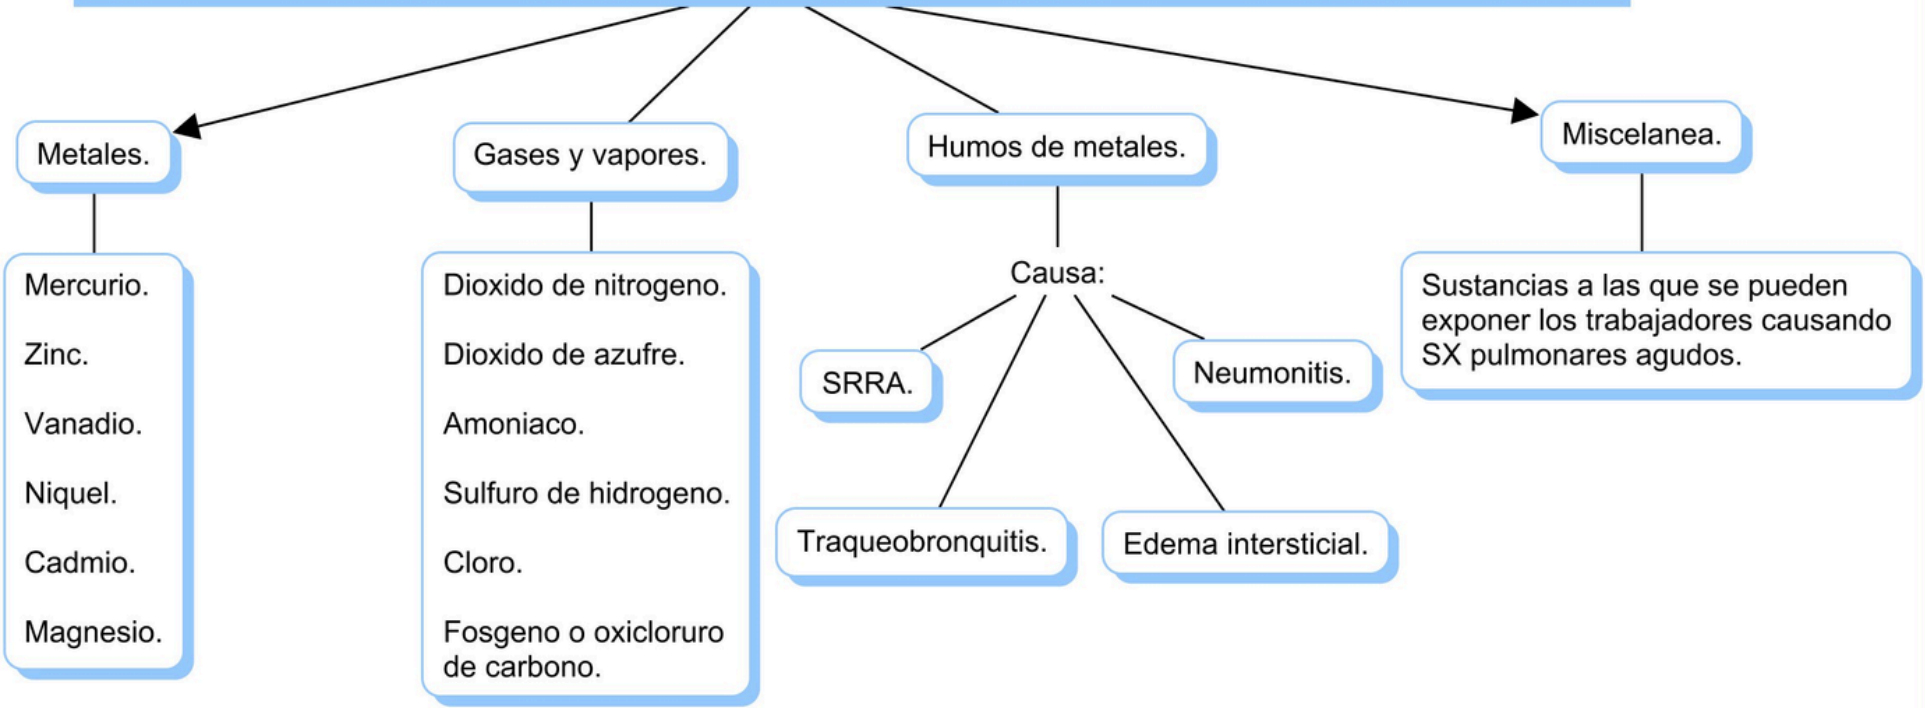 Metales.
Gases y vapores.
Humos de metales.
Miscelanea.
Mercurio.
Zinc.
Vanadio.
Niquel.
Cadmio.
Magnesio.
Dioxido de nitrogeno.
Dioxido de azufre.
Amoniaco.
Sulfuro de hidrogeno.
Cloro.
Fosgeno o oxicloruro
de carbono.
Causa:
SRRA.
Neumonitis.
Traqueobronquitis.
Edema intersticial.
Sustancias a las que se pueden
exponer los trabajadores causando
SX pulmonares agudos.